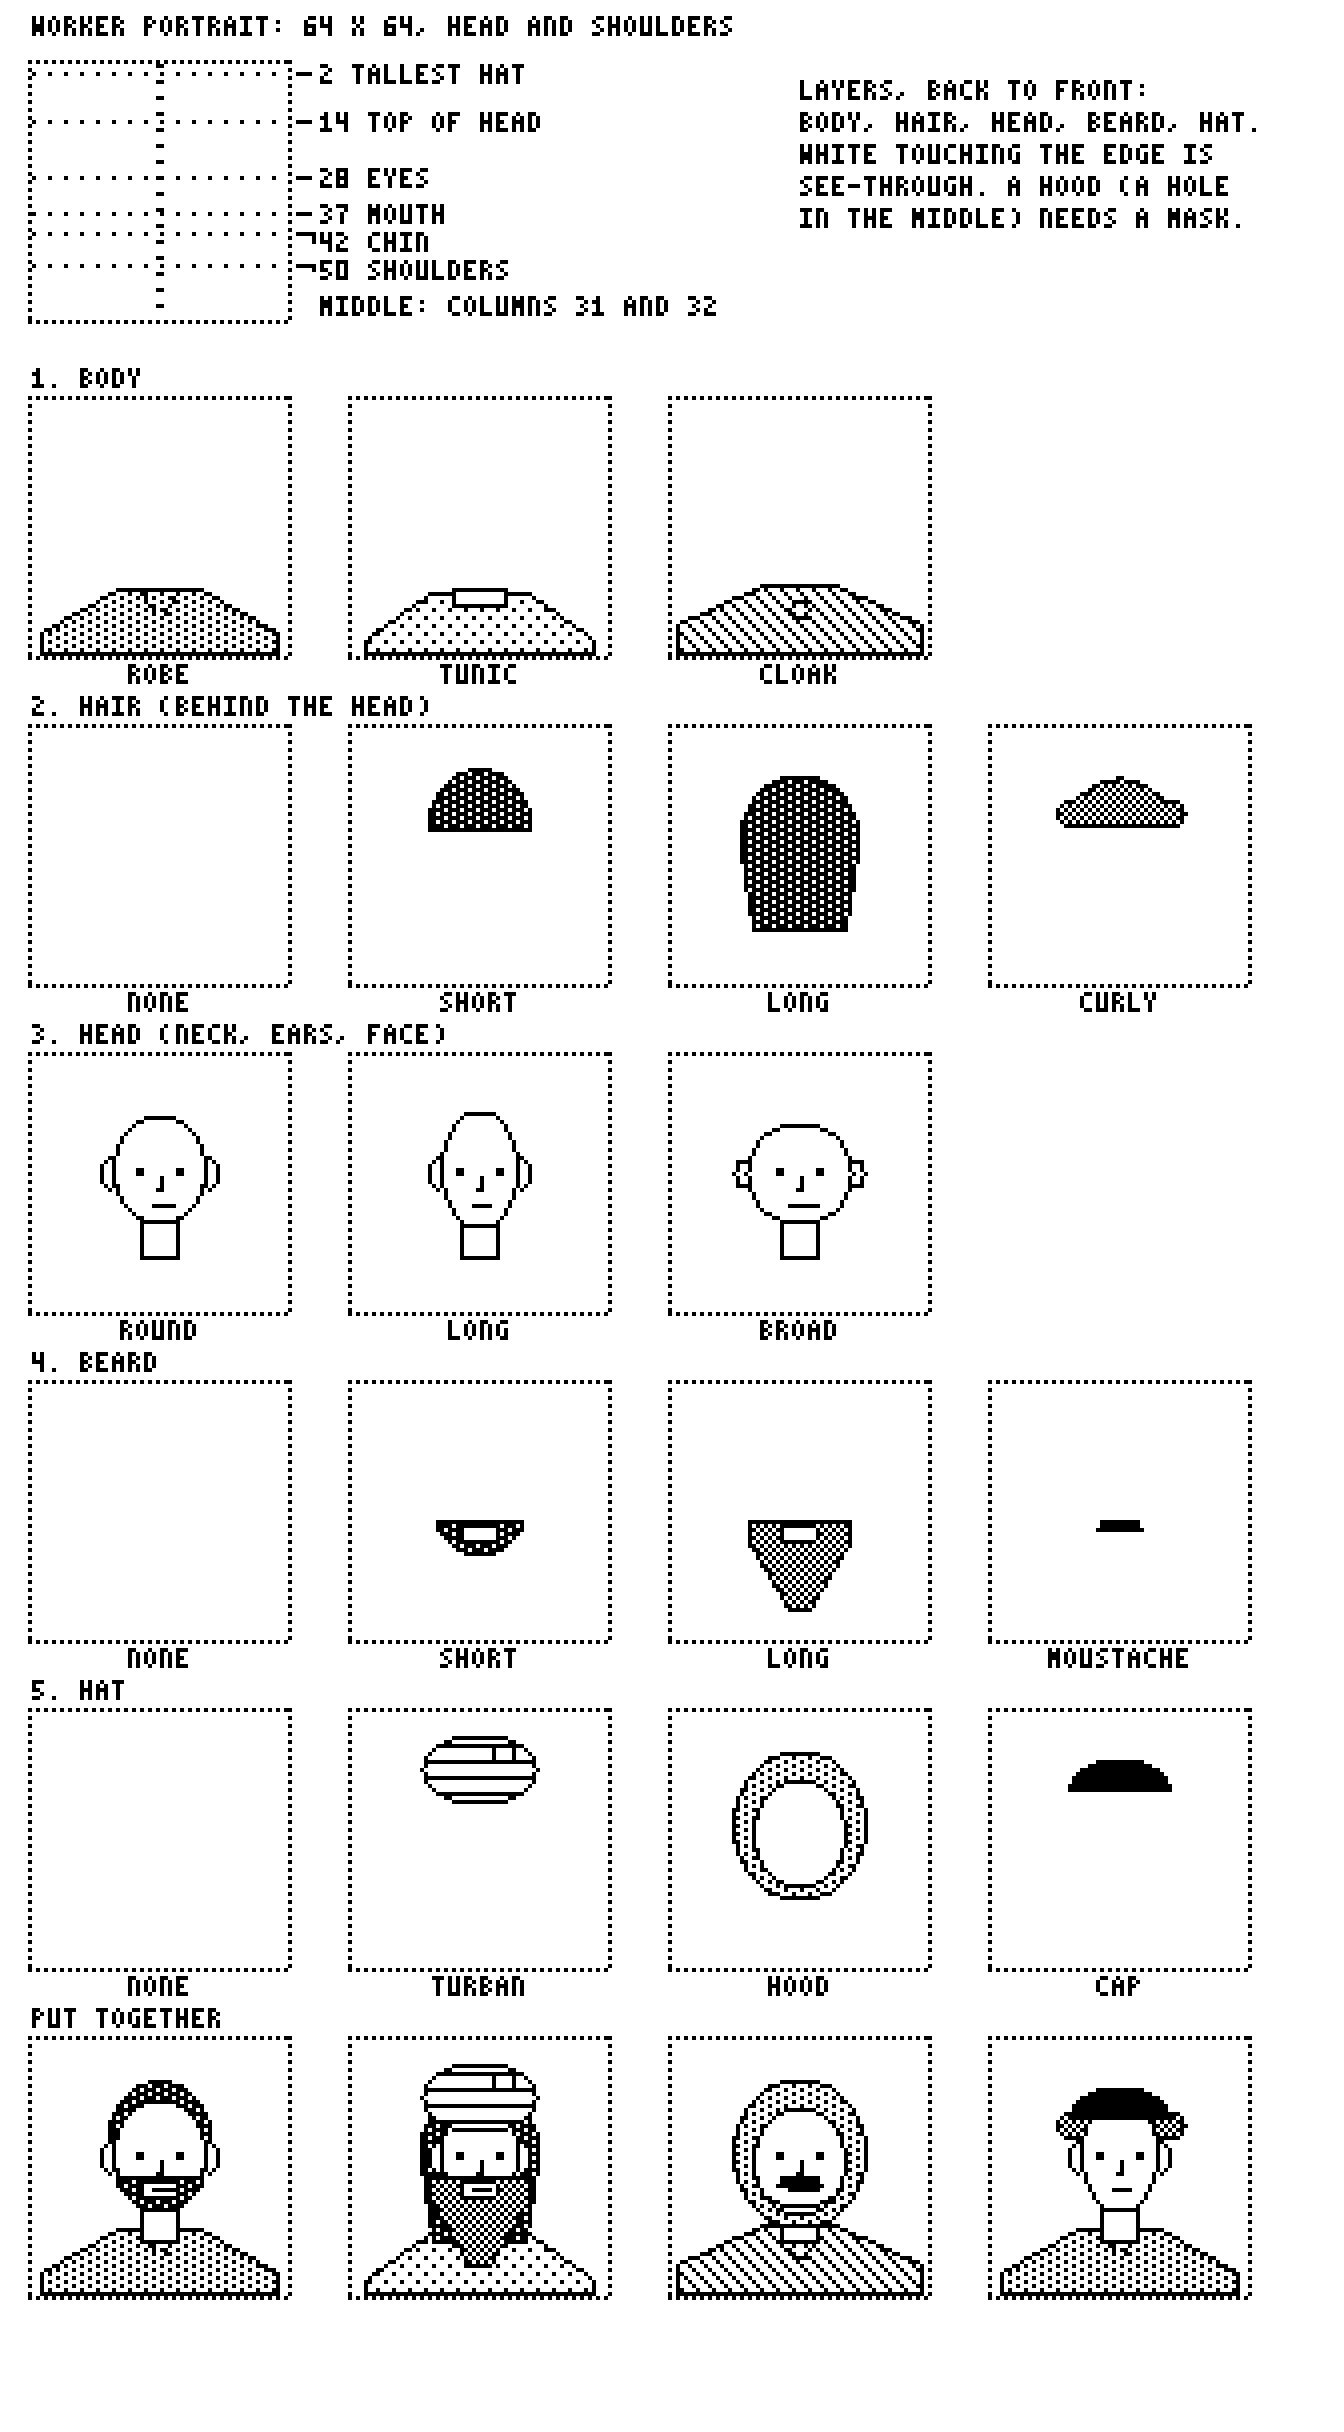 WORKER PORTRAIT: 64 X 64, HEAD AND SHOULDERS
2 TALLEST HAT
14 TOP OF HEAD
28 EYES
37 MOUTH
42 CHIN
50 SHOULDERS
MIDDLE: COLUMNS 31 AND 32
LAYERS, BACK TO FRONT:
BODY, HAIR, HEAD, BEARD, HAT.
WHITE TOUCHING THE EDGE IS
SEE-THROUGH. A HOOD (A HOLE
IN THE MIDDLE) NEEDS A MASK.
1. BODY
ROBE TUNIC CLOAK
2. HAIR (BEHIND THE HEAD)
NONE SHORT LONG CURLY
3. HEAD (NECK, EARS, FACE)
ROUND LONG BROAD
4. BEARD
NONE SHORT LONG MOUSTACHE
5. HAT
NONE TURBAN HOOD CAP
PUT TOGETHER